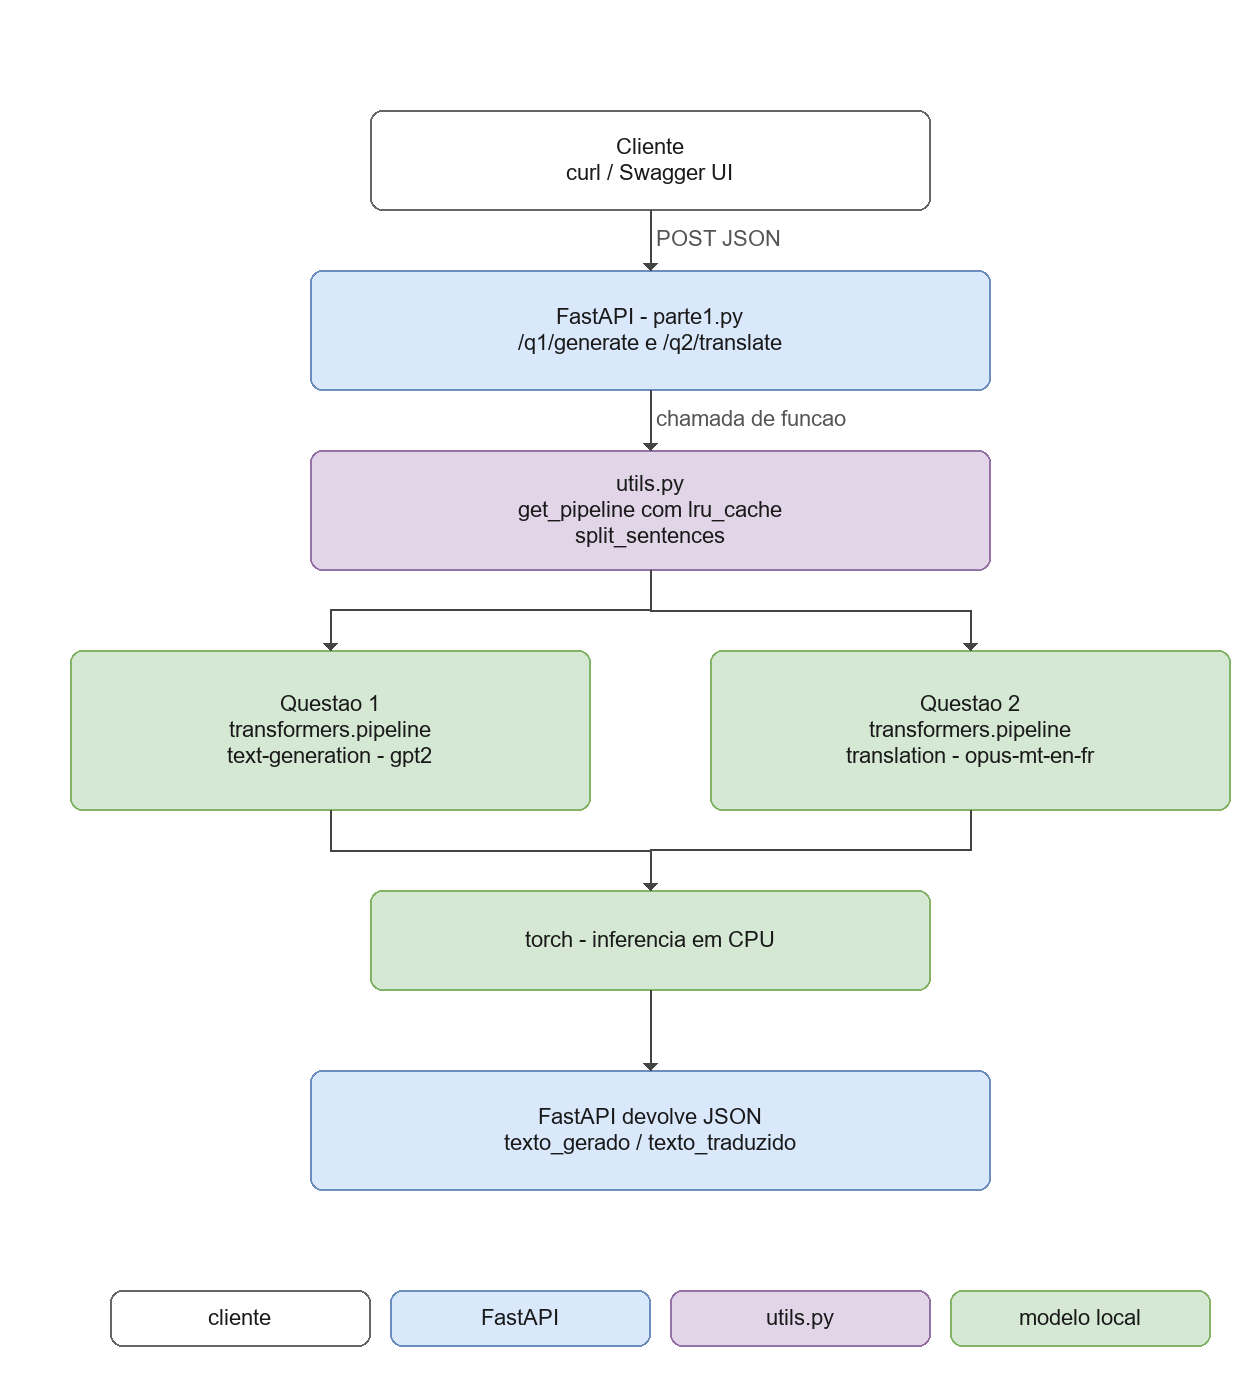 Cliente
curl / Swagger UI
POST JSON
FastAPI - parte1.py
/q1/generate e /q2/translate
chamada de funcao
utils.py
get_pipeline com lru_cache
split_sentences
Questao 1
transformers.pipeline
text-generation - gpt2
Questao 2
transformers.pipeline
translation - opus-mt-en-fr
torch - inferencia em CPU
FastAPI devolve JSON
texto_gerado / texto_traduzido
cliente
FastAPI
utils.py
modelo local